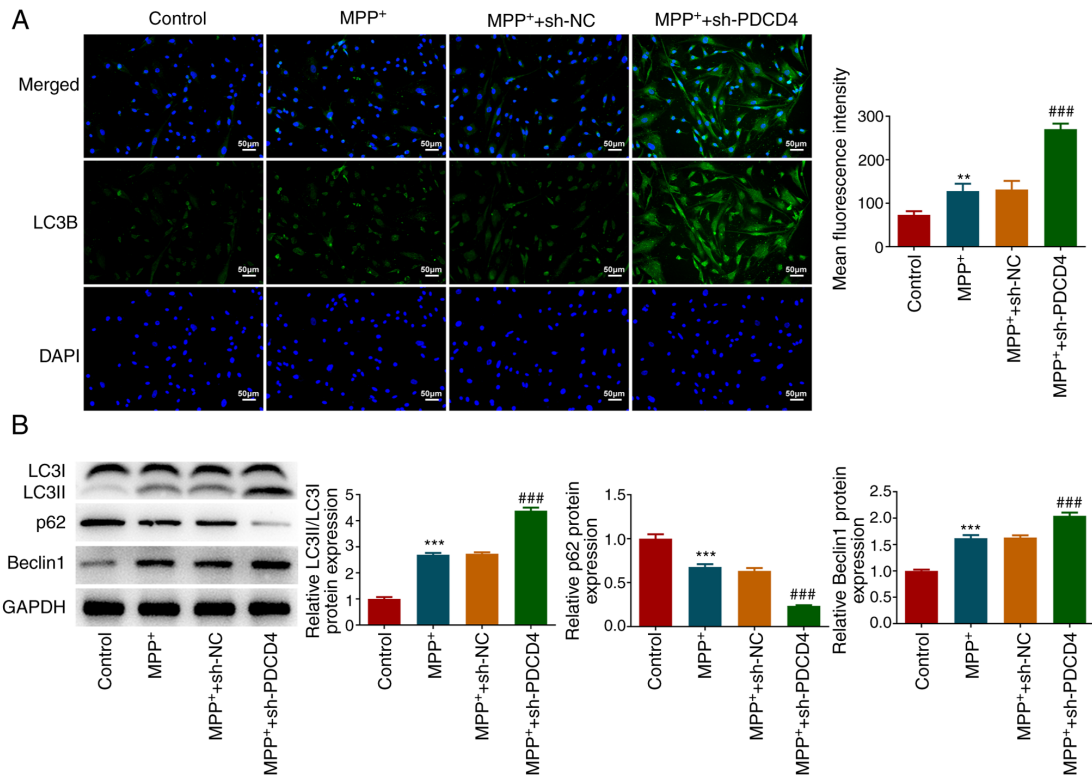 A
Control
MPP⁺
MPP⁺+sh-NC
MPP⁺+sh-PDCD4
Merged
50μm
50μm
50μm
50μm
LC3B
50μm
50μm
50μm
50μm
DAPI
50μm
50μm
50μm
50μm
Mean fluorescence intensity
300
200
100
0
**
###
Control
MPP⁺
MPP⁺+sh-NC
MPP⁺+sh-PDCD4
B
LC3I
LC3II
p62
Beclin1
GAPDH
Control
MPP⁺
MPP⁺+sh-NC
MPP⁺+sh-PDCD4
Relative LC3II/LC3I
protein expression
5
4
3
2
1
0
***
###
Control
MPP⁺
MPP⁺+sh-NC
MPP⁺+sh-PDCD4
Relative p62 protein
expression
1.5
1.0
0.5
0.0
***
###
Control
MPP⁺
MPP⁺+sh-NC
MPP⁺+sh-PDCD4
Relative Beclin1 protein
expression
2.5
2.0
1.5
1.0
0.5
0.0
***
###
Control
MPP⁺
MPP⁺+sh-NC
MPP⁺+sh-PDCD4